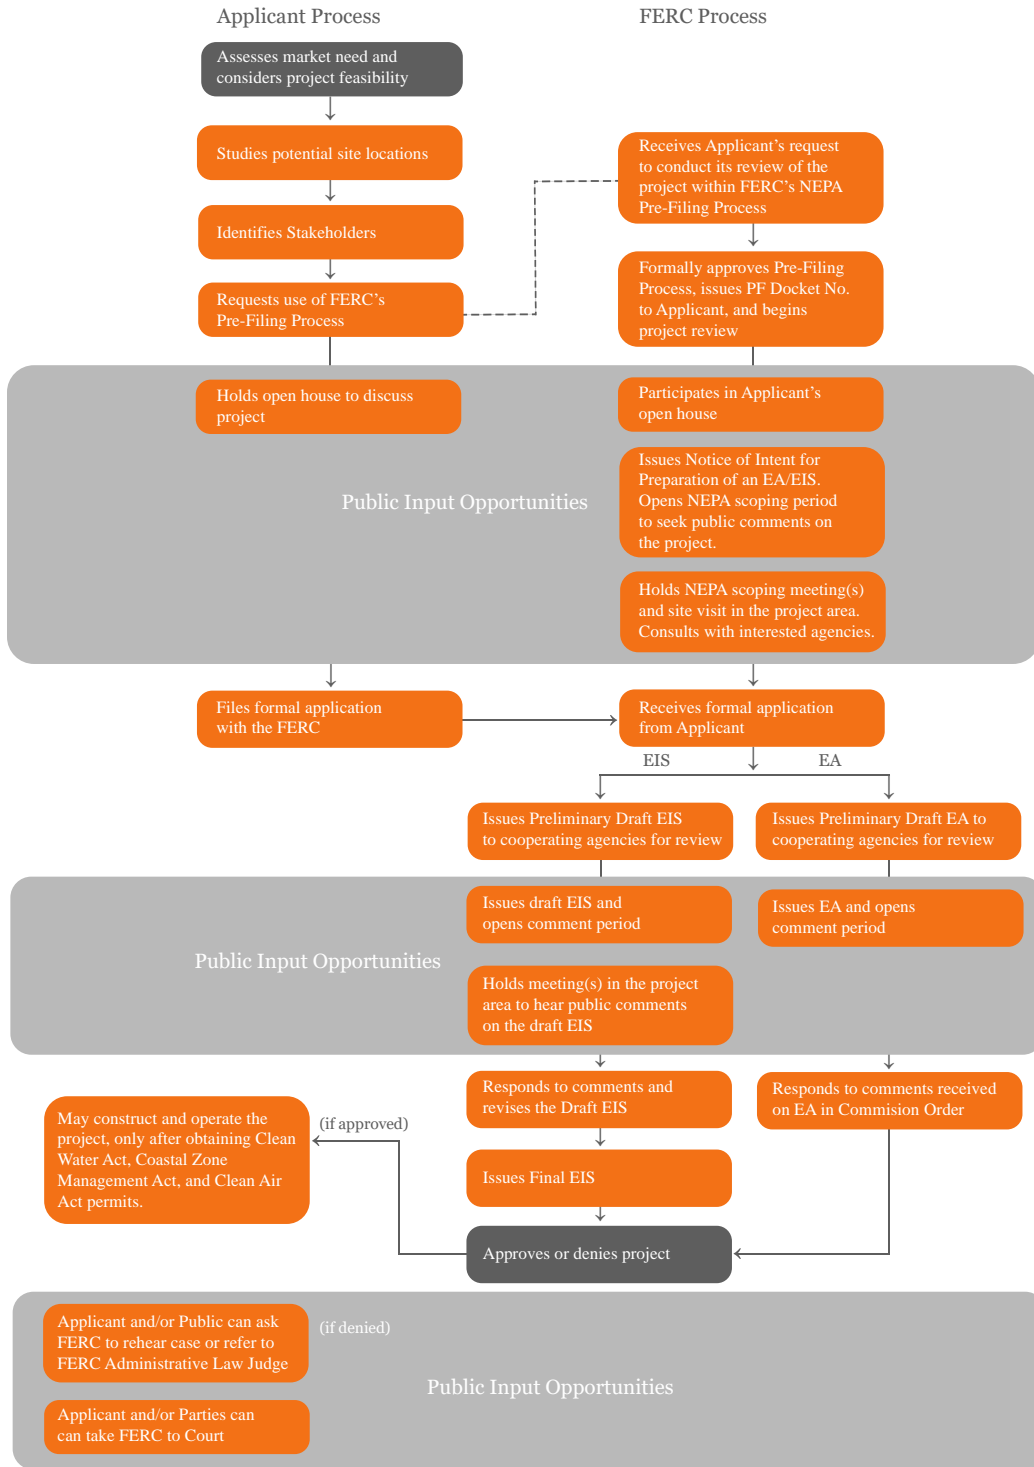 Applicant Process
FERC Process
Assesses market need and
considers project feasibility
Studies potential site locations
Receives Applicant's request
to conduct its review of the
project within FERC's NEPA
Pre-Filing Process
Identifies Stakeholders
Formally approves Pre-Filing
Process, issues PF Docket No.
to Applicant, and begins
project review
Requests use of FERC's
Pre-Filing Process
Holds open house to discuss
project
Participates in Applicant's
open house
Public Input Opportunities
Issues Notice of Intent for
Preparation of an EA/EIS.
Opens NEPA scoping period
to seek public comments on
the project.
Holds NEPA scoping meeting(s)
and site visit in the project area.
Consults with interested agencies.
Files formal application
with the FERC
Receives formal application
from Applicant
EIS
EA
Issues Preliminary Draft EIS
to cooperating agencies for review
Issues Preliminary Draft EA to
cooperating agencies for review
Issues draft EIS and
opens comment period
Issues EA and opens
comment period
Public Input Opportunities
Holds meeting(s) in the project
area to hear public comments
on the draft EIS
Responds to comments and
revises the Draft EIS
Responds to comments received
on EA in Commision Order
May construct and operate the
project, only after obtaining Clean
Water Act, Coastal Zone
Management Act, and Clean Air
Act permits.
(if approved)
Issues Final EIS
Approves or denies project
Applicant and/or Public can ask
FERC to rehear case or refer to
FERC Administrative Law Judge
(if denied)
Public Input Opportunities
Applicant and/or Parties can
can take FERC to Court